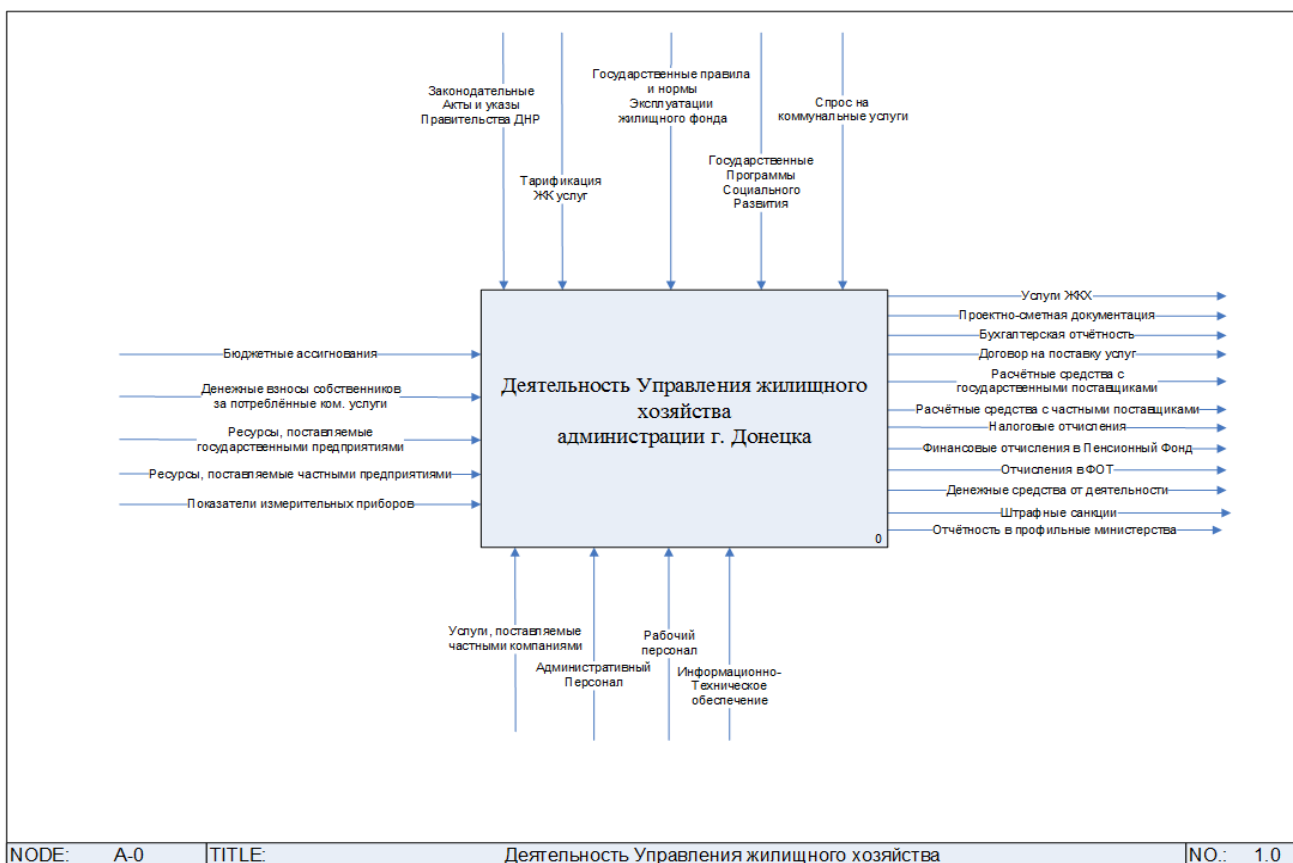 Законодательные
Акты и указы
Правительства ДНР
Тарификация
ЖК услуг
Государственные правила
и нормы
Эксплуатации
жилищного фонда
Государственные
Программы
Социального
Развития
Спрос на
коммунальные услуги
Бюджетные ассигнования
Денежные взносы собственников
за потреблённые ком. услуги
Ресурсы, поставляемые
государственными предприятиями
Ресурсы, поставляемые частными предприятиями
Показатели измерительных приборов
Деятельность Управления жилищного
хозяйства
администрации г. Донецка
0
Услуги ЖКХ
Проектно-сметная документация
Бухгалтерская отчётность
Договор на поставку услуг
Расчётные средства с
государственными поставщиками
Расчётные средства с частными поставщиками
Налоговые отчисления
Финансовые отчисления в Пенсионный Фонд
Отчисления в ФОТ
Денежные средства от деятельности
Штрафные санкции
Отчётность в профильные министерства
Услуги, поставляемые
частными компаниями
Административный
Персонал
Рабочий
персонал
Информационно-
Техническое
обеспечение
NODE: A-0 TITLE: Деятельность Управления жилищного хозяйства NO.: 1.0